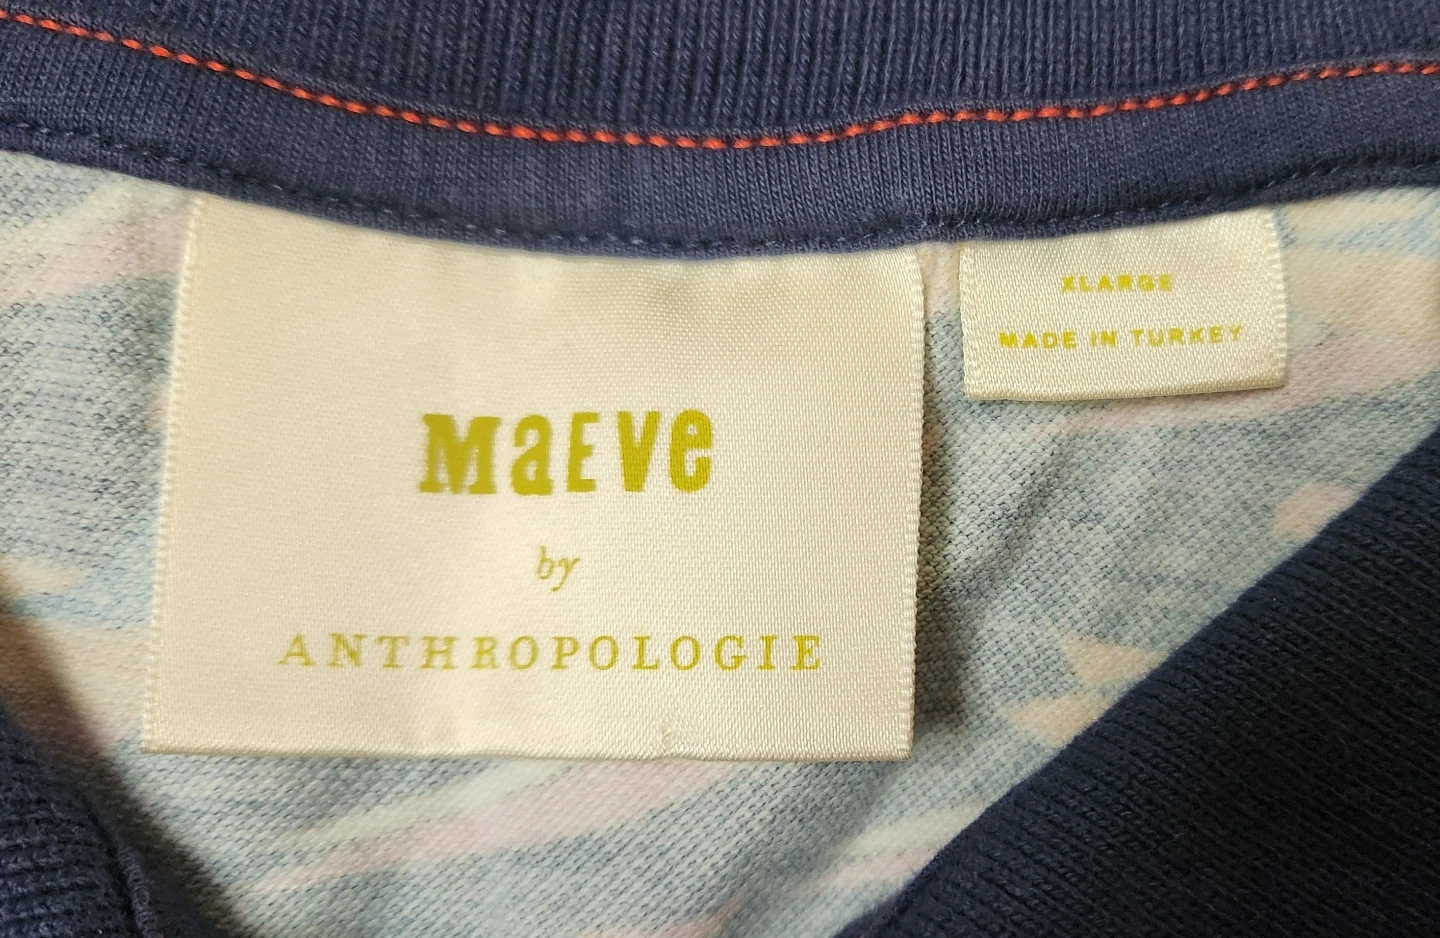 MaEve
by
ANTHROPOLOGIE
XLARGE
MADE IN TURKEY